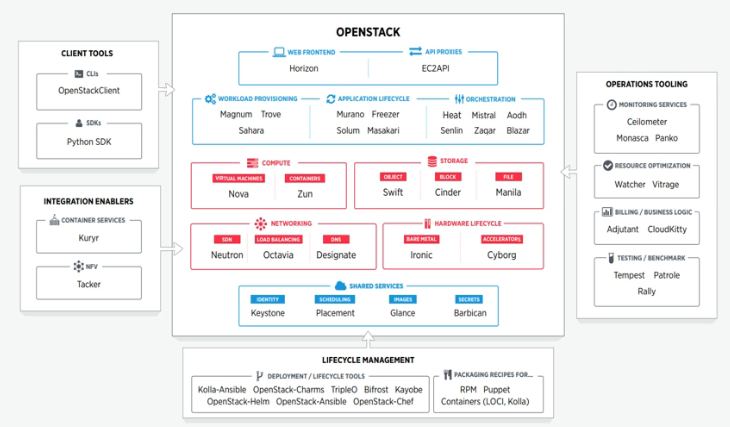 OPENSTACK
WEB FRONTEND
Horizon
API PROXIES
EC2API
WORKLOAD PROVISIONING
Magnum Trove
Sahara
APPLICATION LIFECYCLE
Murano Freezer
Solum Masakari
ORCHESTRATION
Heat Mistral Aodh
Senlin Zaqar Blazar
COMPUTE
VIRTUAL MACHINES
Nova
CONTAINERS
Zun
STORAGE
OBJECT
Swift
BLOCK
Cinder
FILE
Manila
NETWORKING
SDN
Neutron
LOAD BALANCING
Octavia
DNS
Designate
HARDWARE LIFECYCLE
BARE METAL
Ironic
ACCELERATORS
Cyborg
SHARED SERVICES
IDENTITY
Keystone
SCHEDULING
Placement
IMAGES
Glance
SECRETS
Barbican
CLIENT TOOLS
CLIs
OpenStackClient
SDKs
Python SDK
INTEGRATION ENABLERS
CONTAINER SERVICES
Kuryr
NFV
Tacker
OPERATIONS TOOLING
MONITORING SERVICES
Ceilometer
Monasca Panko
RESOURCE OPTIMIZATION
Watcher Vitrage
BILLING / BUSINESS LOGIC
Adjutant CloudKitty
TESTING / BENCHMARK
Tempest Patrole
Rally
LIFECYCLE MANAGEMENT
DEPLOYMENT / LIFECYCLE TOOLS
Kolla-Ansible OpenStack-Charms TripleO Bifrost Kayobe
OpenStack-Helm OpenStack-Ansible OpenStack-Chef
PACKAGING RECIPES FOR...
RPM Puppet
Containers (LOCI, Kolla)